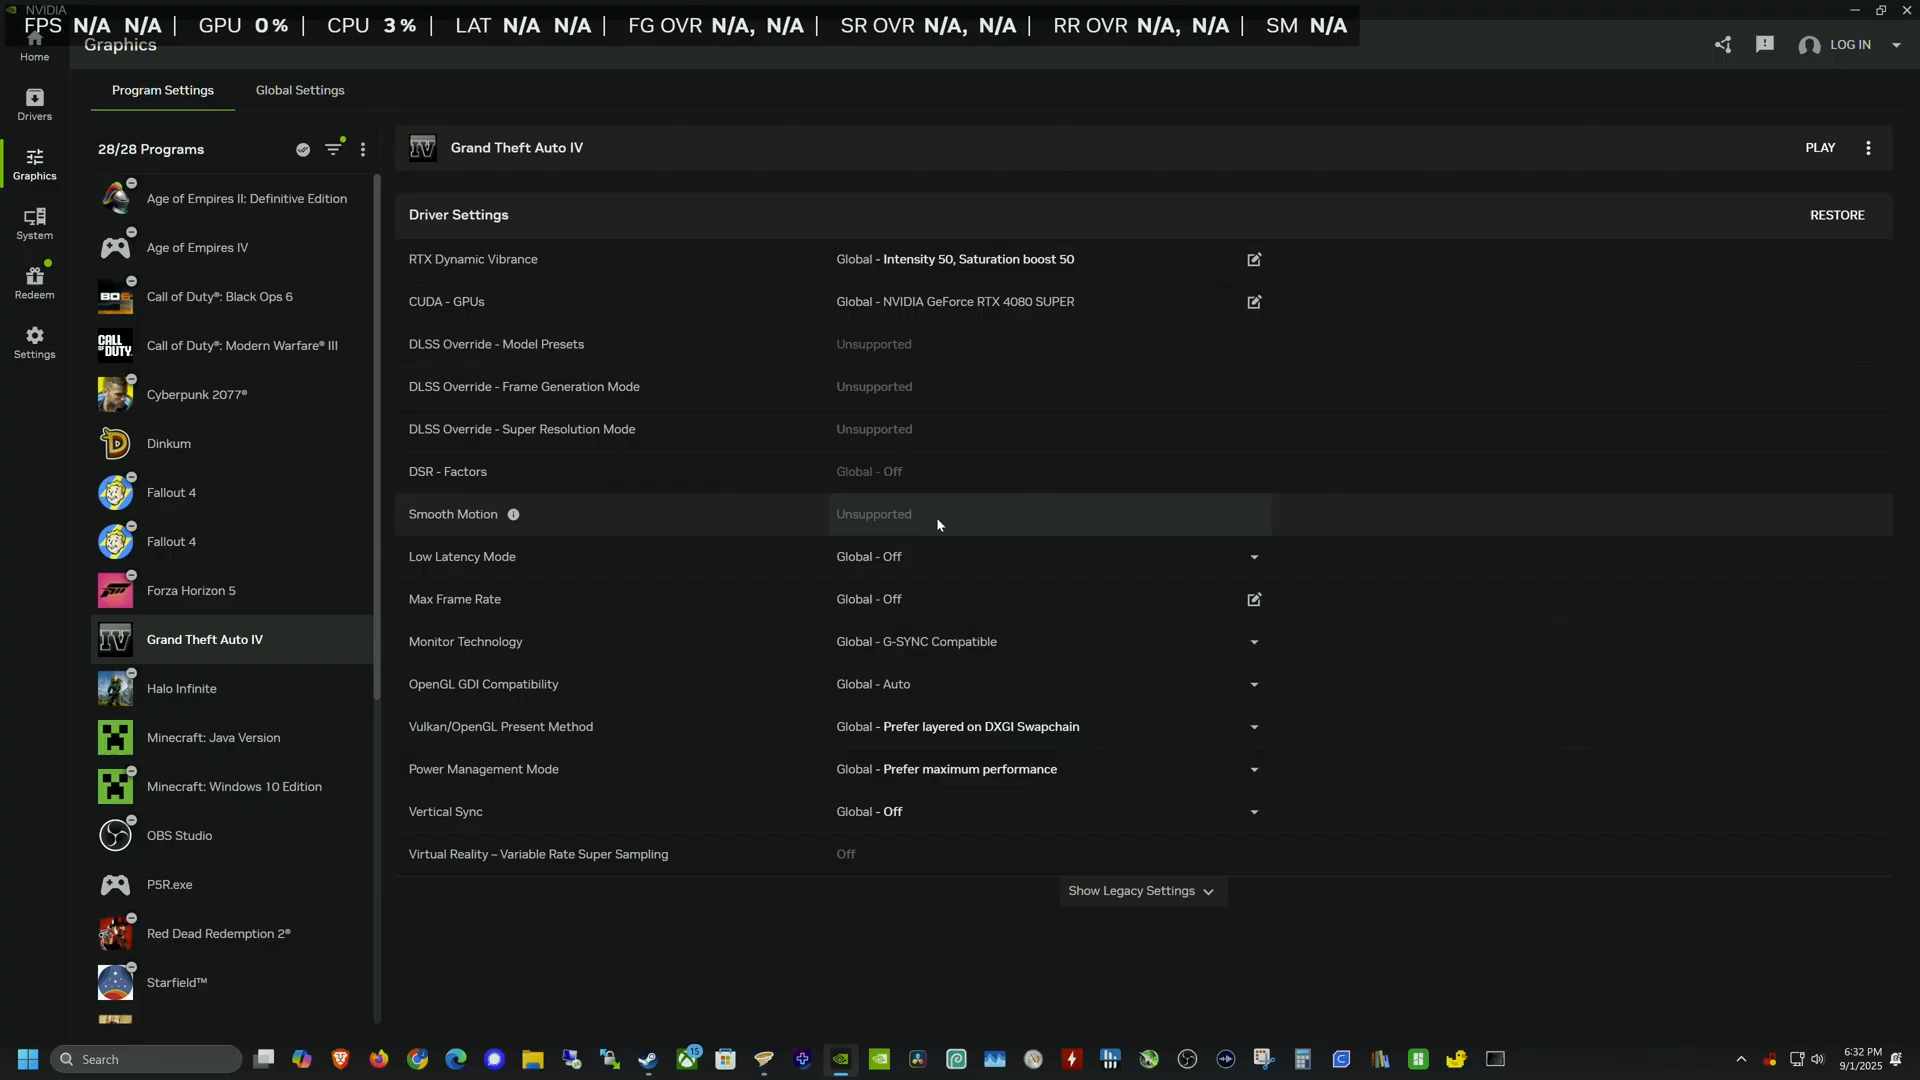 NVIDIA
FPS N/A N/A | GPU 0 % | CPU 3 % | LAT N/A N/A | FG OVR N/A, N/A | SR OVR N/A, N/A | RR OVR N/A, N/A | SM N/A
Home
Graphics
LOG IN
Drivers
Graphics
System
Redeem
Settings
Program Settings
Global Settings
28/28 Programs
Age of Empires II: Definitive Edition
Age of Empires IV
Call of Duty®: Black Ops 6
Call of Duty®: Modern Warfare® III
Cyberpunk 2077®
Dinkum
Fallout 4
Fallout 4
Forza Horizon 5
Grand Theft Auto IV
Halo Infinite
Minecraft: Java Version
Minecraft: Windows 10 Edition
OBS Studio
P5R.exe
Red Dead Redemption 2®
Starfield™
Grand Theft Auto IV
PLAY
Driver Settings
RESTORE
RTX Dynamic Vibrance Global - Intensity 50, Saturation boost 50
CUDA - GPUs Global - NVIDIA GeForce RTX 4080 SUPER
DLSS Override - Model Presets Unsupported
DLSS Override - Frame Generation Mode Unsupported
DLSS Override - Super Resolution Mode Unsupported
DSR - Factors Global - Off
Smooth Motion Unsupported
Low Latency Mode Global - Off
Max Frame Rate Global - Off
Monitor Technology Global - G-SYNC Compatible
OpenGL GDI Compatibility Global - Auto
Vulkan/OpenGL Present Method Global - Prefer layered on DXGI Swapchain
Power Management Mode Global - Prefer maximum performance
Vertical Sync Global - Off
Virtual Reality – Variable Rate Super Sampling Off
Show Legacy Settings
Search
15
6:32 PM
9/1/2025